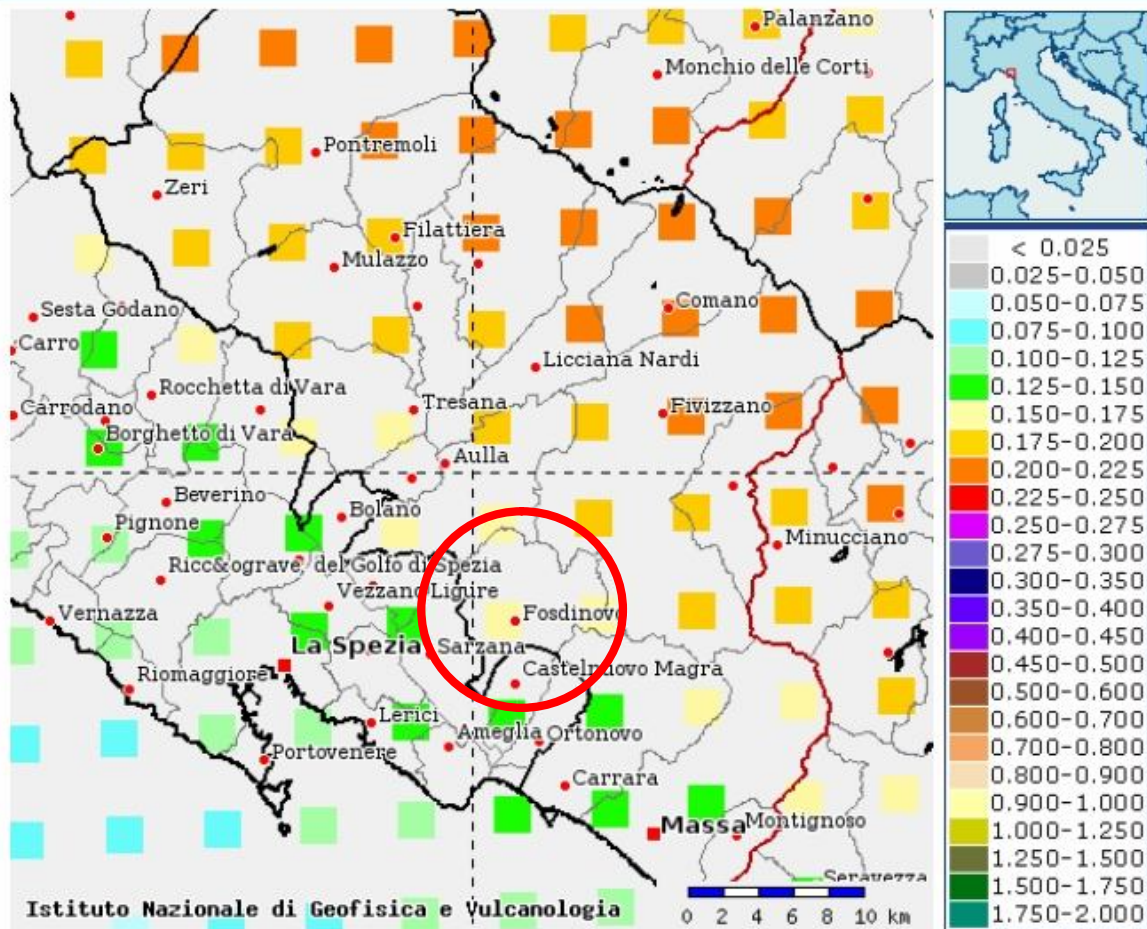 Palanzano
Monchio delle Corti
Pontremoli
Zeri
Filattiera
Mulazzo
Comano
Sesta Godano
Carro
Licciana Nardi
Rocchetta di Vara
Carrodano
Tresana
Fivizzano
Borghetto di Vara
Aulla
Beverino
Bolano
Pignone
Minucciano
Ricc&ograve, del Golfo di Spezia
Vezzano Ligure
Vernazza
Fosdinovo
La Spezia
Sarzana
Riomaggiore
Castelnuovo Magra
Lerici
Ameglia
Ortonovo
Portovenere
Carrara
Massa
Montignoso
Seravezza
Istituto Nazionale di Geofisica e Vulcanologia
0 2 4 6 8 10 km
< 0.025
0.025-0.050
0.050-0.075
0.075-0.100
0.100-0.125
0.125-0.150
0.150-0.175
0.175-0.200
0.200-0.225
0.225-0.250
0.250-0.275
0.275-0.300
0.300-0.350
0.350-0.400
0.400-0.450
0.450-0.500
0.500-0.600
0.600-0.700
0.700-0.800
0.800-0.900
0.900-1.000
1.000-1.250
1.250-1.500
1.500-1.750
1.750-2.000